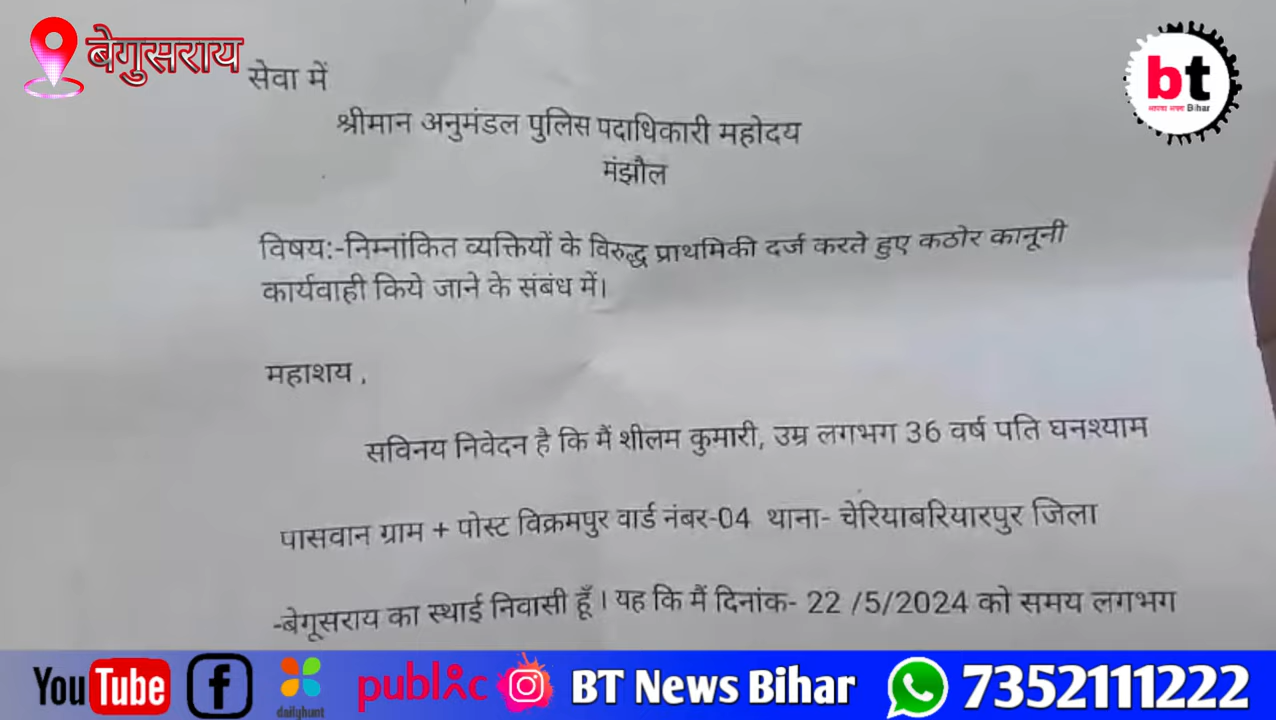 बेगुसराय
सेवा में
bt
Bihar
श्रीमान अनुमंडल पुलिस पदाधिकारी महोदय
मंझौल
विषय:-निम्नांकित व्यक्तियों के विरुद्ध प्राथमिकी दर्ज करते हुए कठोर कानूनी
कार्यवाही किये जाने के संबंध में।
महाशय ,
सविनय निवेदन है कि मैं शीलम कुमारी, उम्र लगभग 36 वर्ष पति घनश्याम
पासवान ग्राम + पोस्ट विक्रमपुर वार्ड नंबर-04 थाना- चेरियाबरियारपुर जिला
-बेगूसराय का स्थाई निवासी हूँ । यह कि मैं दिनांक- 22 /5/2024 को समय लगभग
YouTube
dailyhunt
public
BT News Bihar
7352111222